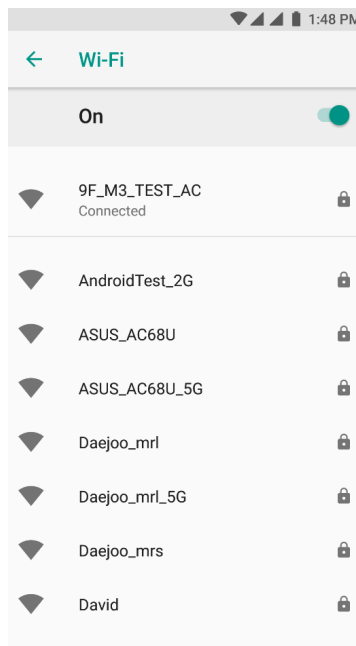 1:48 PM
Wi-Fi
On
9F_M3_TEST_AC
Connected
AndroidTest_2G
ASUS_AC68U
ASUS_AC68U_5G
Daejoo_mrl
Daejoo_mrl_5G
Daejoo_mrs
David